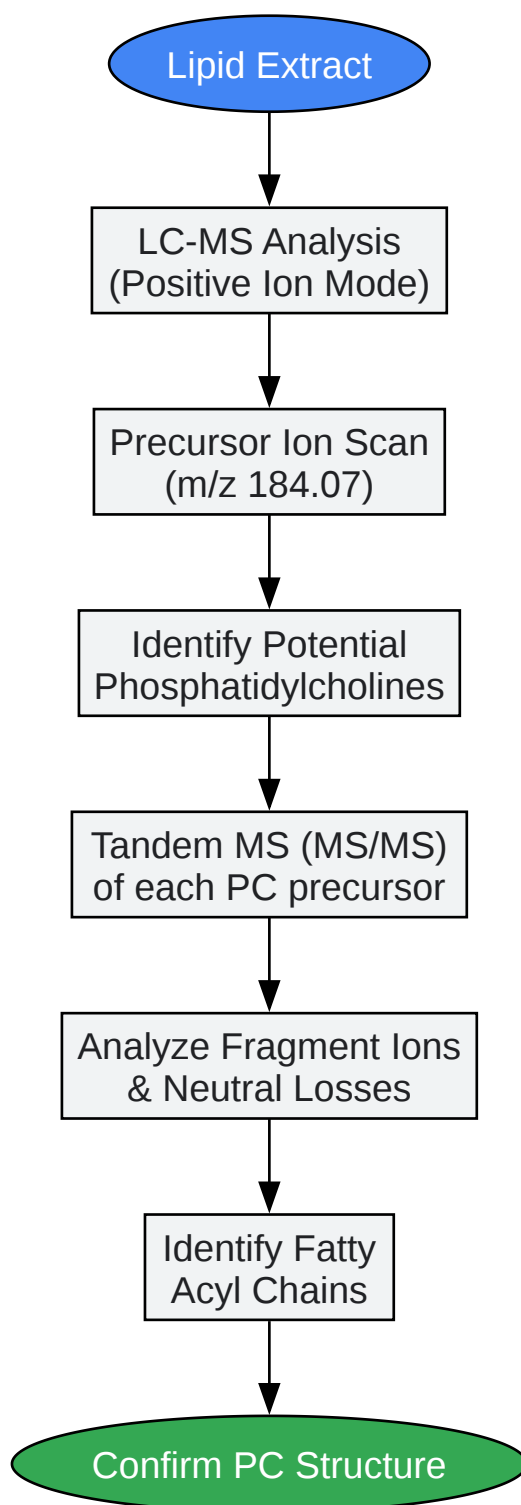 Lipid Extract
LC-MS Analysis
(Positive Ion Mode)
Precursor Ion Scan
(m/z 184.07)
Identify Potential
Phosphatidylcholines
Tandem MS (MS/MS)
of each PC precursor
Analyze Fragment Ions
& Neutral Losses
Identify Fatty
Acyl Chains
Confirm PC Structure